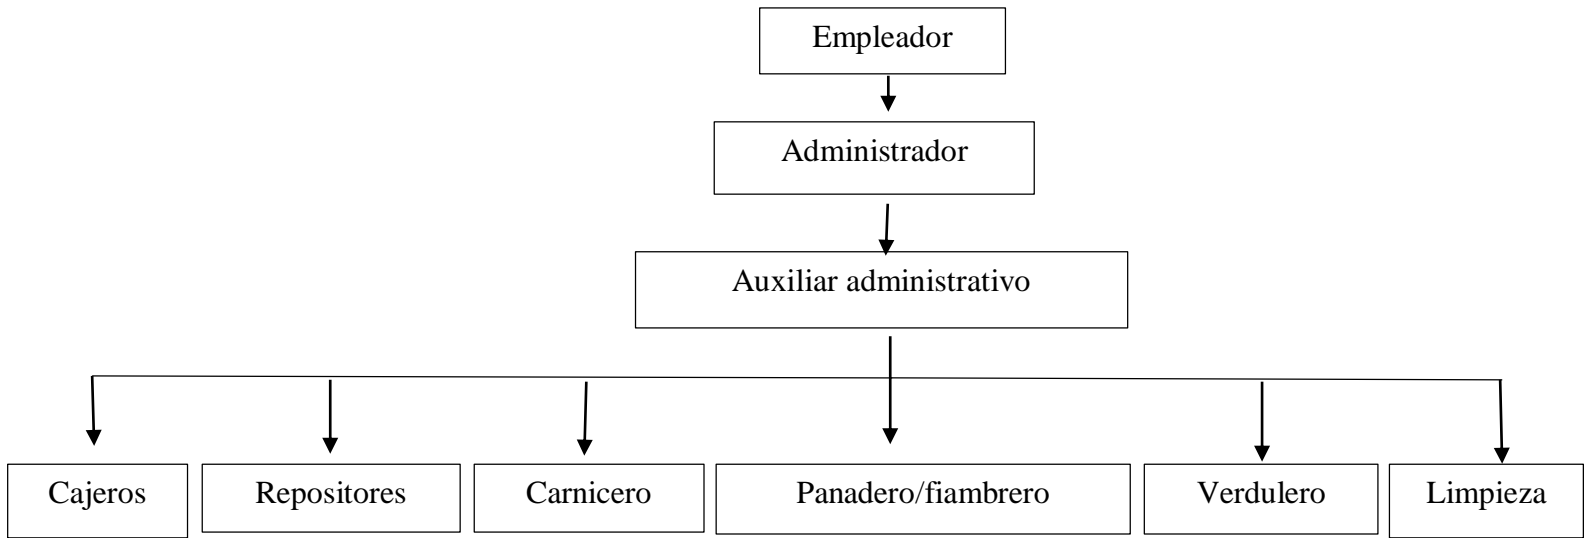 Empleador
Administrador
Auxiliar administrativo
Cajeros
Repositores
Carnicero
Panadero/fiambrero
Verdulero
Limpieza